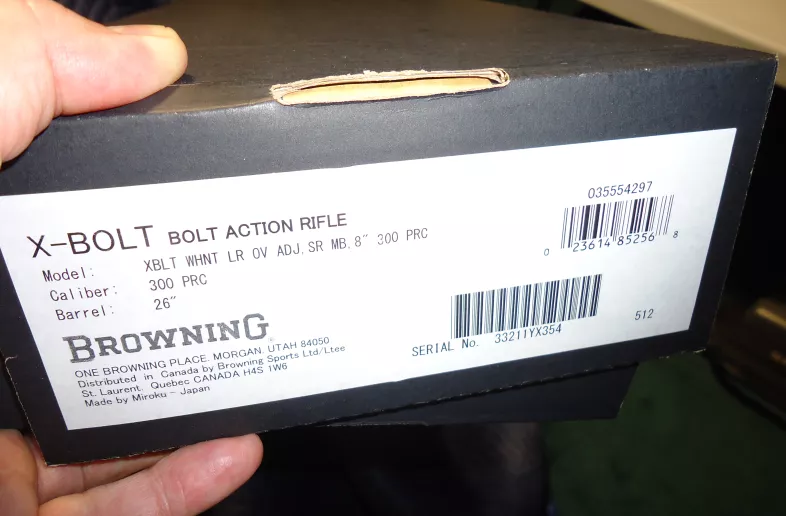 035554297
0 23614 85256 8
X-BOLT BOLT ACTION RIFLE
Model: XBLT WHNT LR OV ADJ.SR MB.8" 300 PRC
Caliber: 300 PRC
Barrel: 26"
BROWNING®
ONE BROWNING PLACE. MORGAN. UTAH 84050
Distributed in Canada by Browning Sports Ltd/Ltee
St. Laurent. Quebec CANADA H4S 1W6
Made by Miroku - Japan
SERIAL No. 33211YX354
512